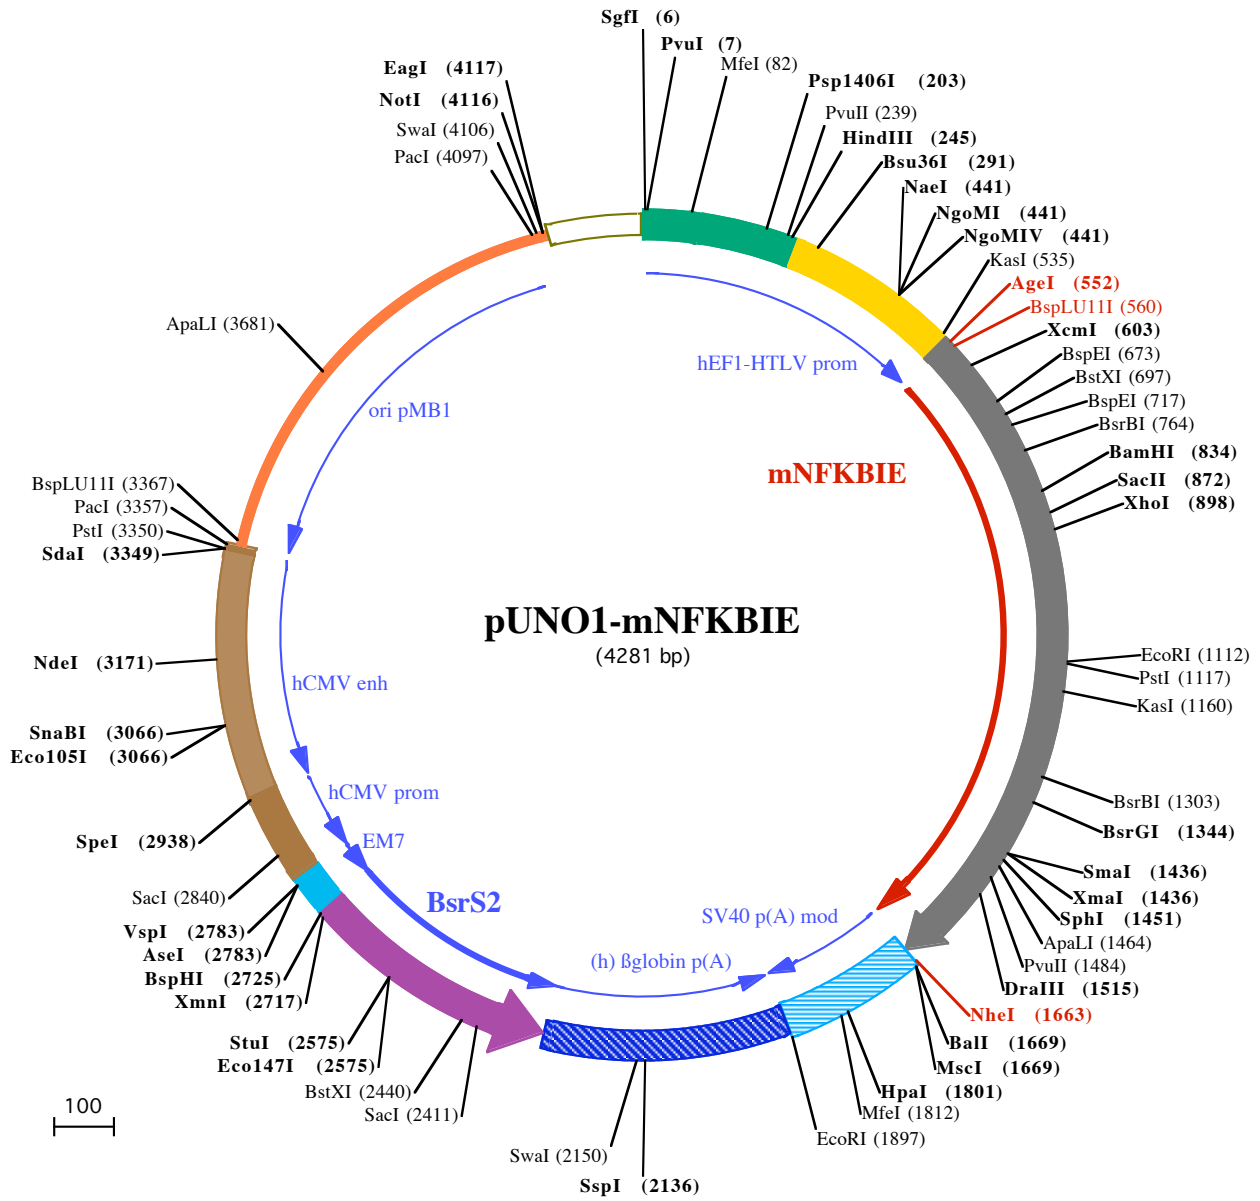 SgfI (6)
PvuI (7)
MfeI (82)
Psp1406I (203)
PvuII (239)
HindIII (245)
Bsu36I (291)
NaeI (441)
NgoMI (441)
NgoMIV (441)
KasI (535)
AgeI (552)
BspLU11I (560)
XcmI (603)
BspEI (673)
BstXI (697)
BspEI (717)
BsrBI (764)
BamHI (834)
SacII (872)
XhoI (898)
EcoRI (1112)
PstI (1117)
KasI (1160)
BsrBI (1303)
BsrGI (1344)
SmaI (1436)
XmaI (1436)
SphI (1451)
ApaLI (1464)
PvuII (1484)
DraIII (1515)
NheI (1663)
BalI (1669)
MscI (1669)
HpaI (1801)
MfeI (1812)
EcoRI (1897)
SspI (2136)
SwaI (2150)
SacI (2411)
BstXI (2440)
Eco147I (2575)
StuI (2575)
XmnI (2717)
BspHI (2725)
AseI (2783)
VspI (2783)
SacI (2840)
SpeI (2938)
Eco105I (3066)
SnaBI (3066)
NdeI (3171)
SdaI (3349)
PstI (3350)
PacI (3357)
BspLU11I (3367)
ApaLI (3681)
PacI (4097)
SwaI (4106)
NotI (4116)
EagI (4117)
hEF1-HTLV prom
mNFKBIE
SV40 p(A) mod
(h) ßglobin p(A)
BsrS2
EM7
hCMV prom
hCMV enh
ori pMB1
pUNO1-mNFKBIE
(4281 bp)
100